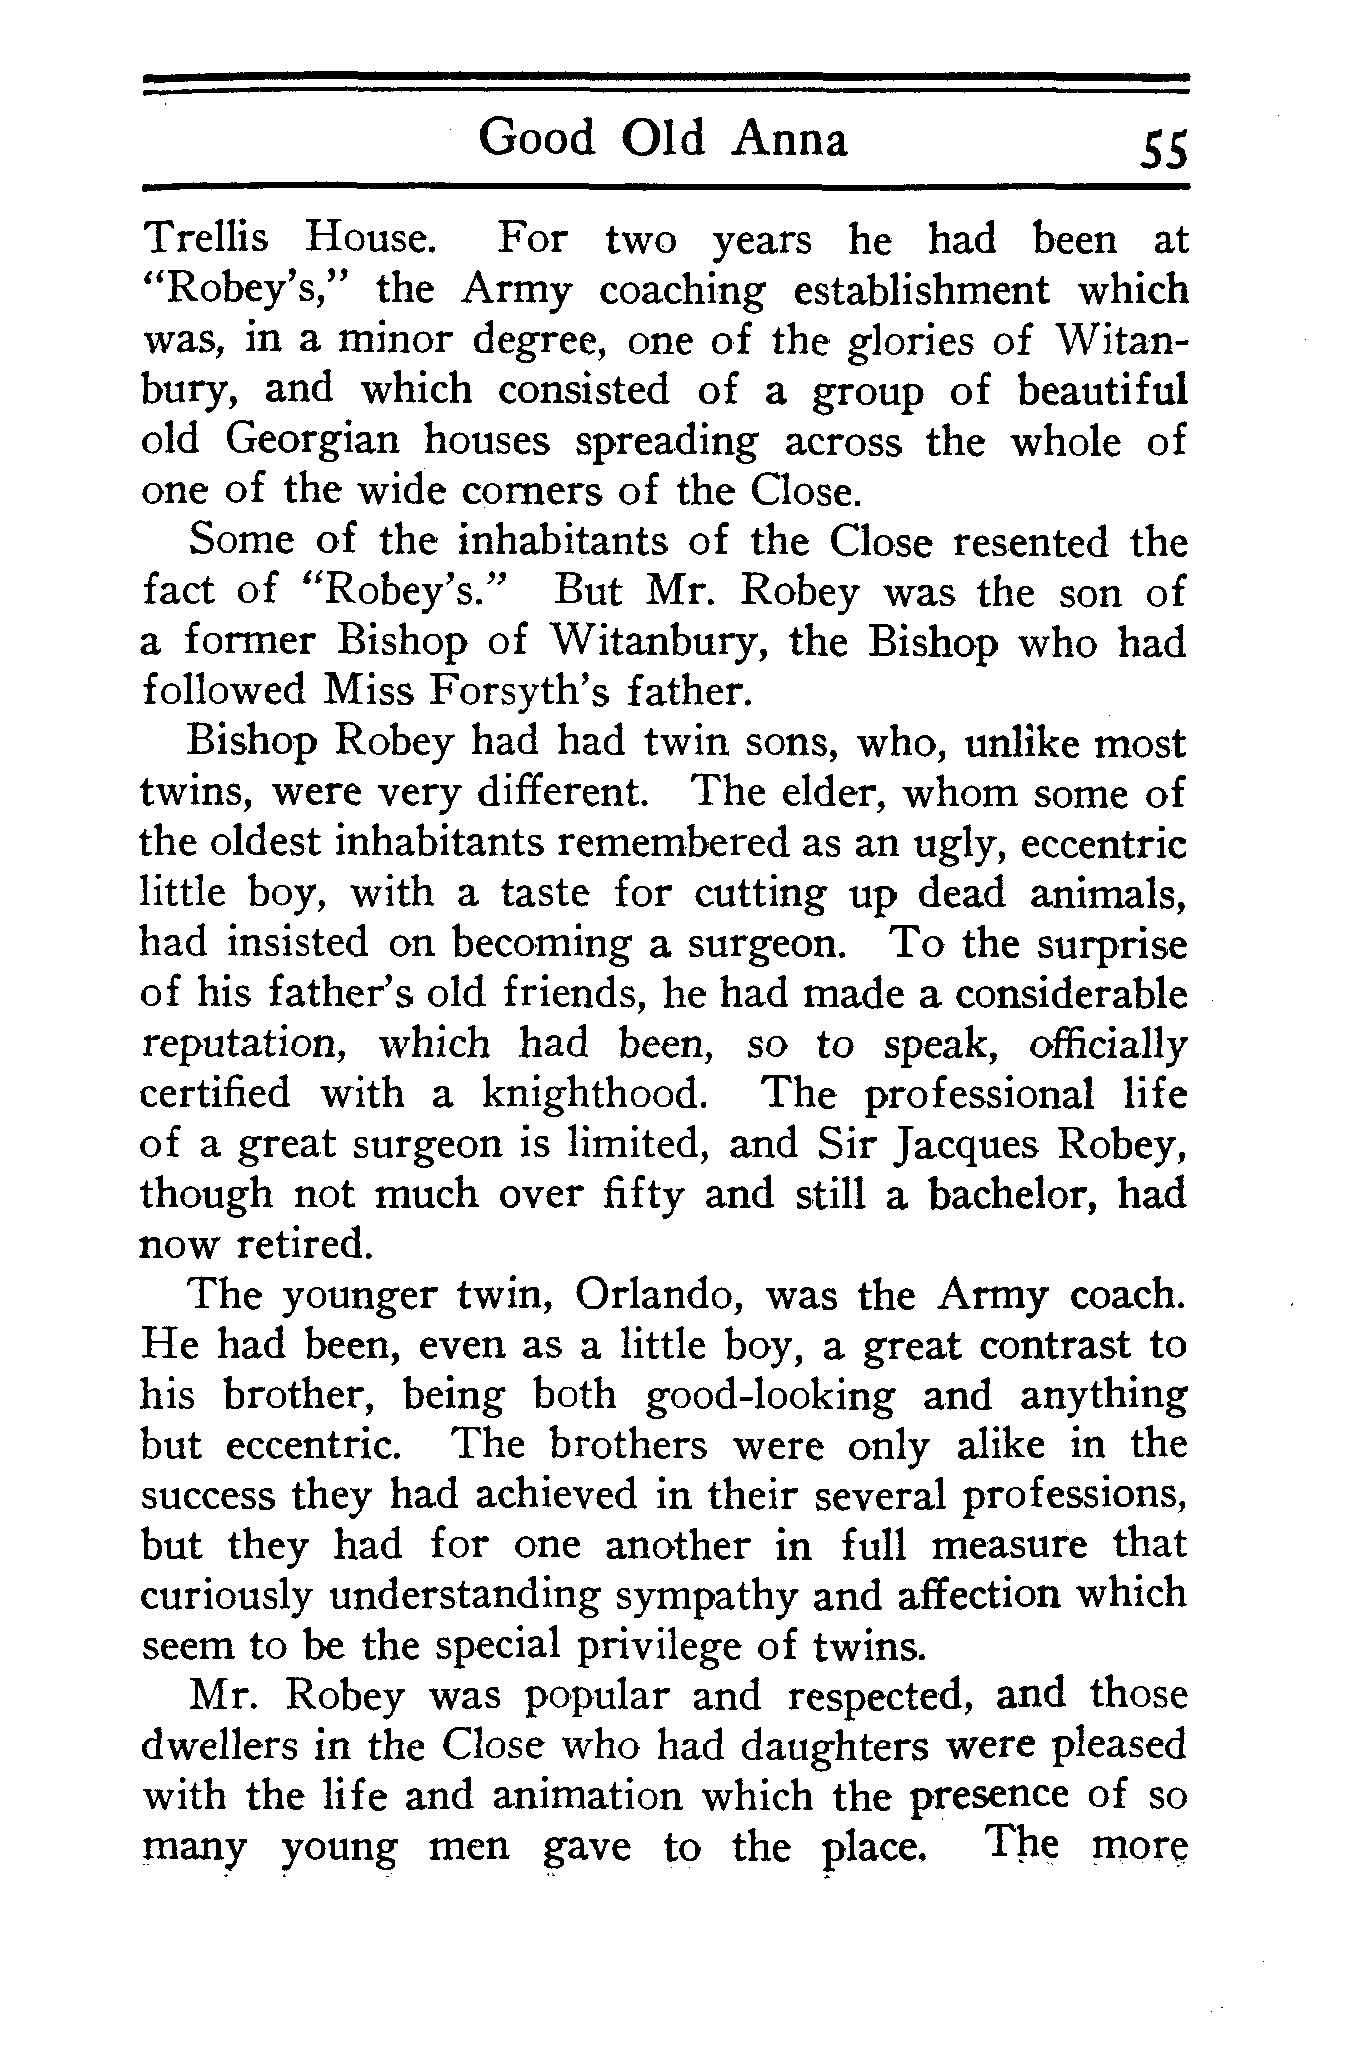 Good Old Anna 55
Trellis House. For two years he had been at
“Robey’s,” the Army coaching establishment which
was, in a minor degree, one of the glories of Witan-
bury, and which consisted of a group of beautiful
old Georgian houses spreading across the whole of
one of the wide corners of the Close.
Some of the inhabitants of the Close resented the
fact of “Robey’s.” But Mr. Robey was the son of
a former Bishop of Witanbury, the Bishop who had
followed Miss Forsyth’s father.
Bishop Robey had had twin sons, who, unlike most
twins, were very different. The elder, whom some of
the oldest inhabitants remembered as an ugly, eccentric
little boy, with a taste for cutting up dead animals,
had insisted on becoming a surgeon. To the surprise
of his father’s old friends, he had made a considerable
reputation, which had been, so to speak, officially
certified with a knighthood. The professional life
of a great surgeon is limited, and Sir Jacques Robey,
though not much over fifty and still a bachelor, had
now retired.
The younger twin, Orlando, was the Army coach.
He had been, even as a little boy, a great contrast to
his brother, being both good-looking and anything
but eccentric. The brothers were only alike in the
success they had achieved in their several professions,
but they had for one another in full measure that
curiously understanding sympathy and affection which
seem to be the special privilege of twins.
Mr. Robey was popular and respected, and those
dwellers in the Close who had daughters were pleased
with the life and animation which the presence of so
many young men gave to the place. The more